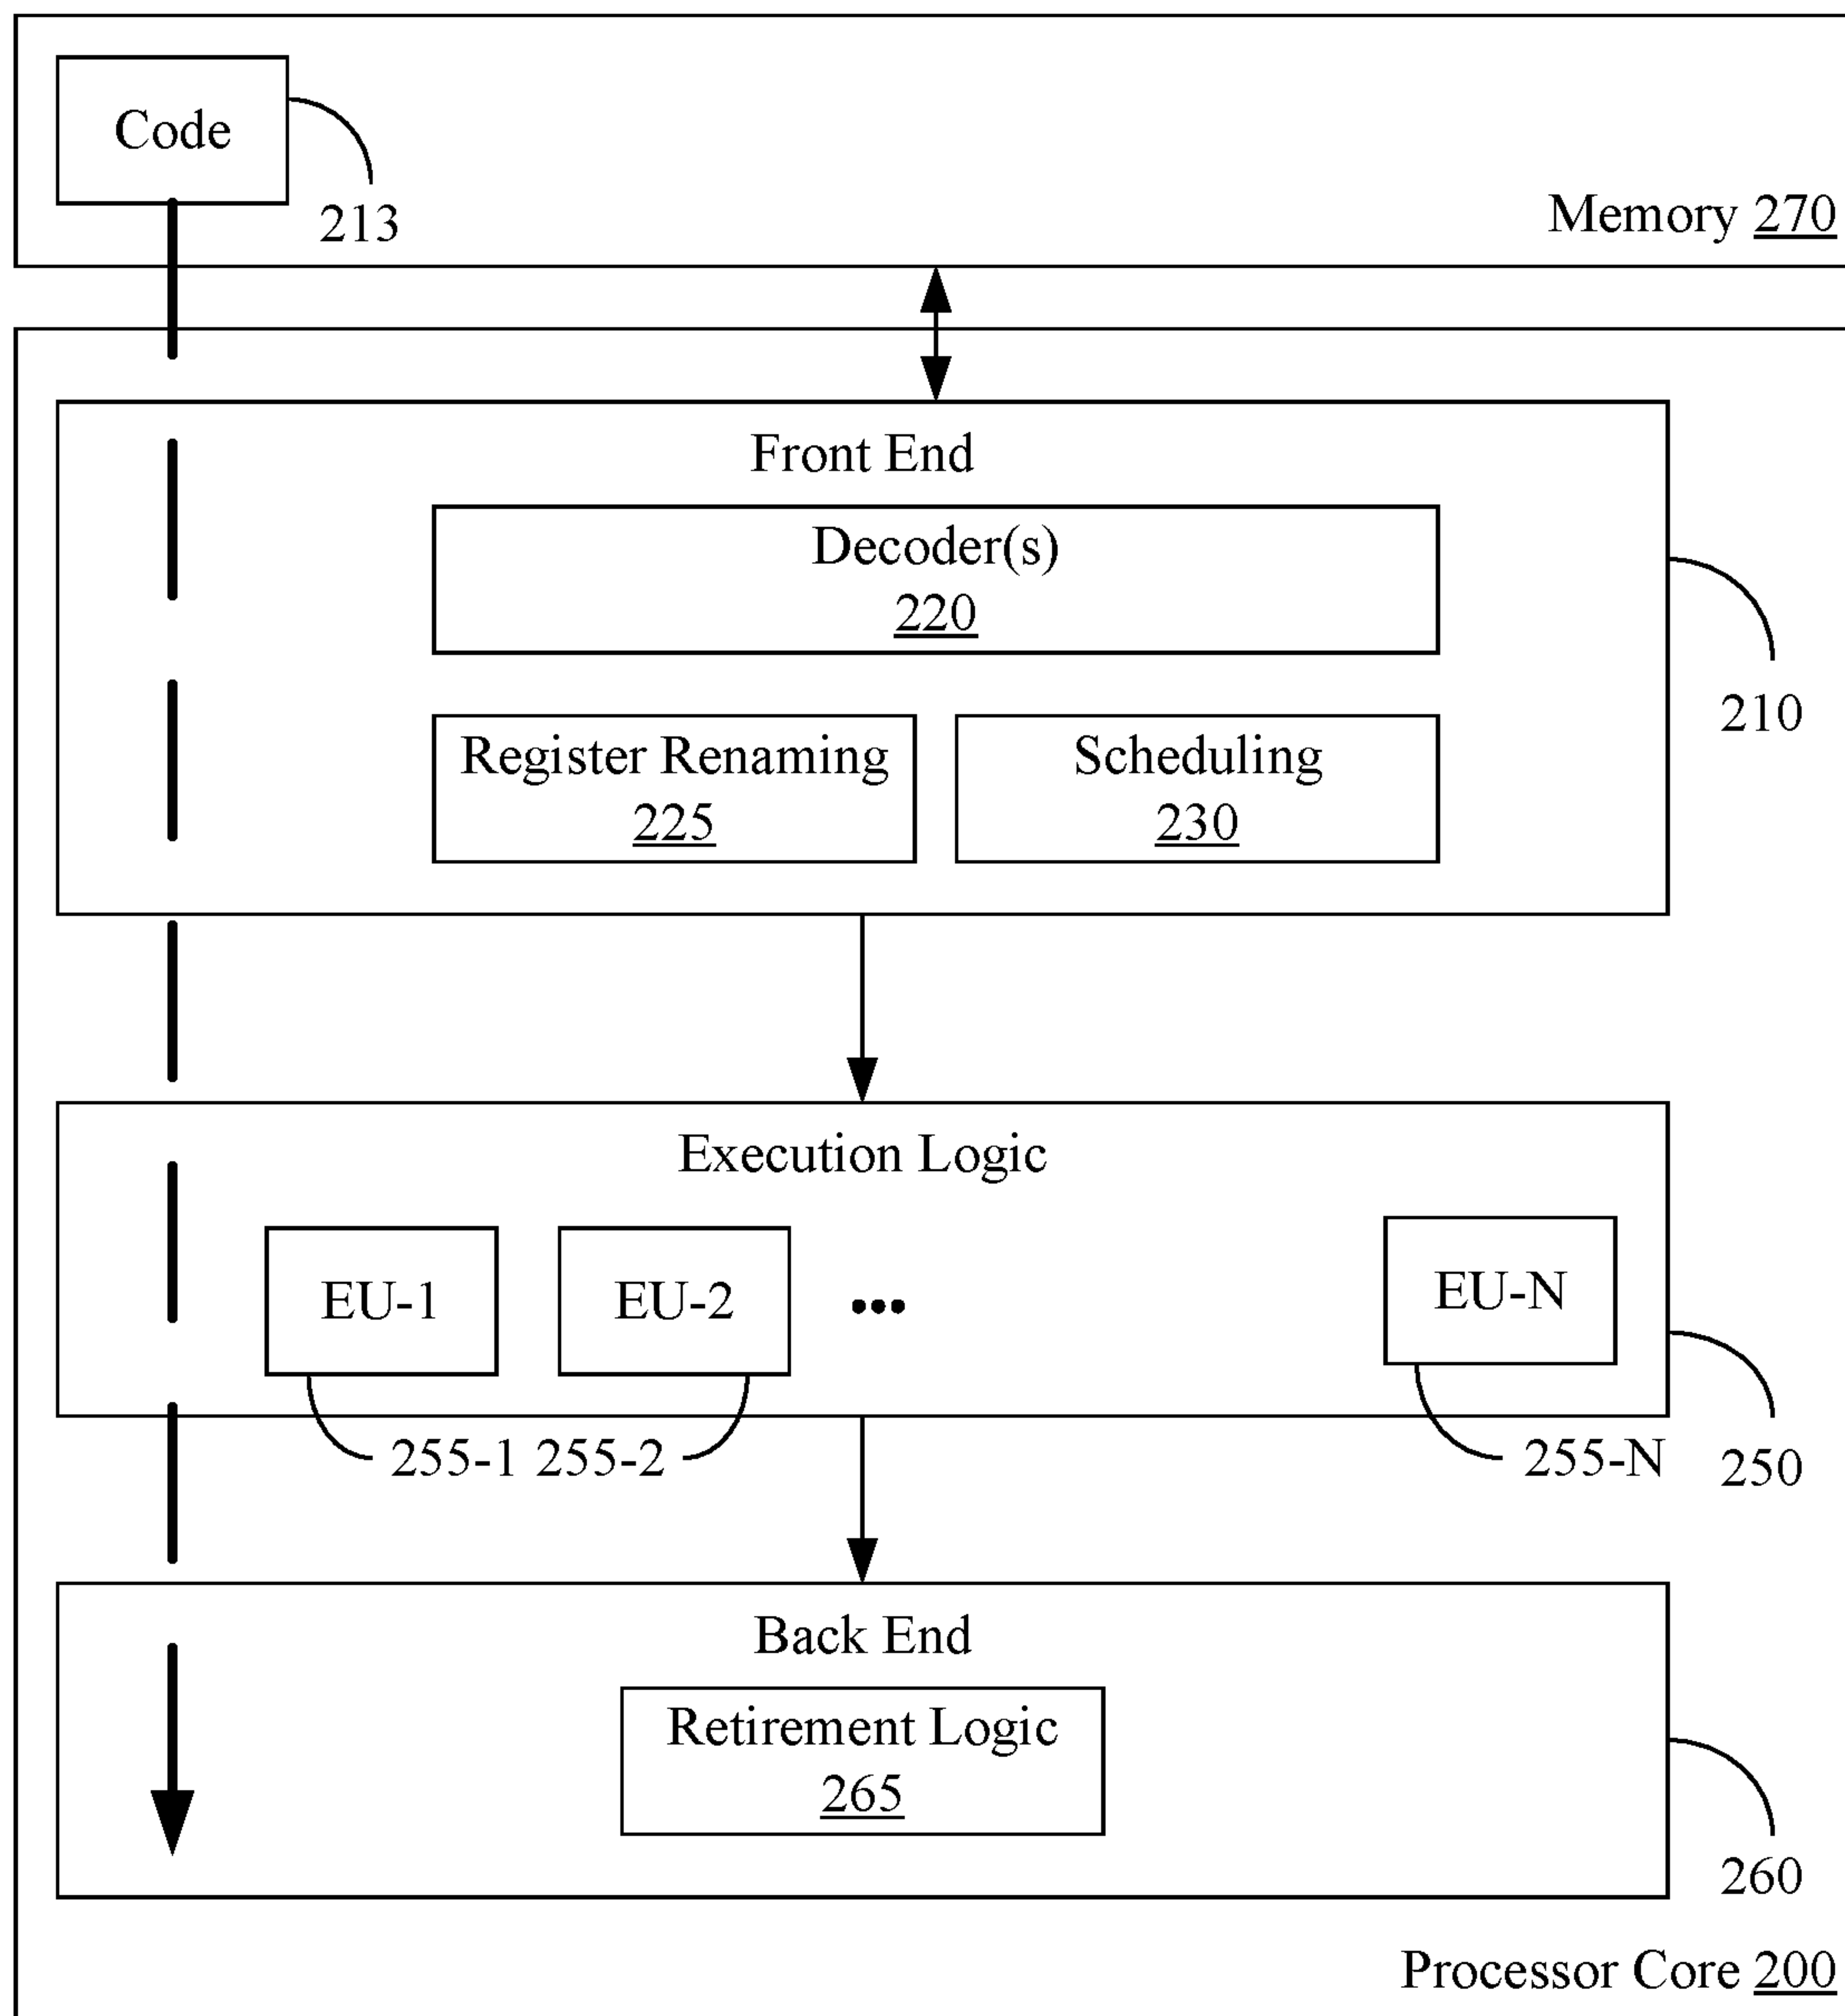 Code
213
Memory 270
Front End
Decoder(s)
220
210
Register Renaming
225
Scheduling
230
Execution Logic
EU-1
EU-2
•••
EU-N
255-1 255-2
255-N
250
Back End
Retirement Logic
265
260
Processor Core 200